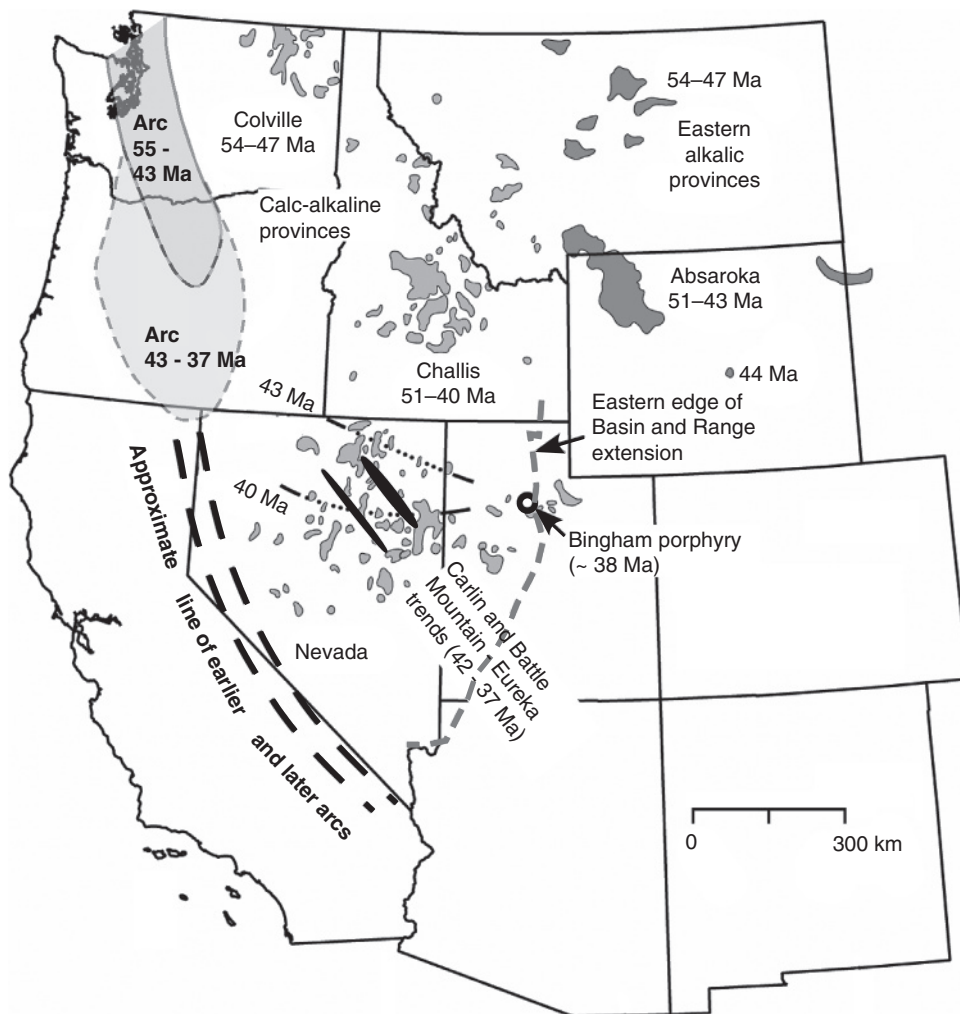 Arc
55 -
43 Ma
Colville
54–47 Ma
54–47 Ma
Eastern
alkalic
provinces
Calc-alkaline
provinces
Absaroka
51–43 Ma
Arc
43 - 37 Ma
Challis
51–40 Ma
44 Ma
43 Ma
Eastern edge of
Basin and Range
extension
40 Ma
Bingham porphyry
(~ 38 Ma)
Approximate
line of earlier
and later arcs
Nevada
Carlin and Battle
Mountain - Eureka
trends (42 - 37 Ma)
0
300 km